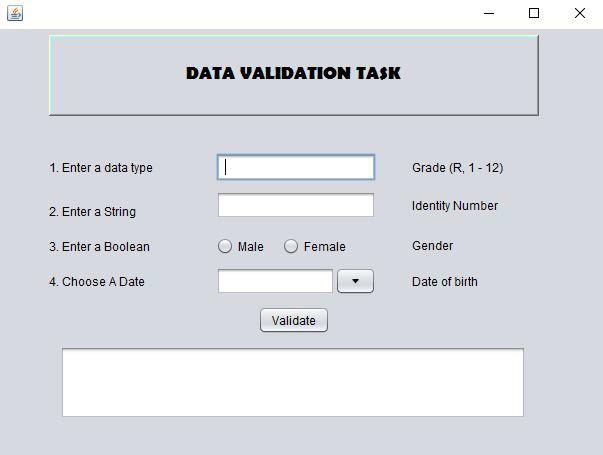 DATA VALIDATION TASK
1. Enter a data type Grade (R, 1 - 12)
2. Enter a String Identity Number
3. Enter a Boolean Male Female Gender
4. Choose A Date Date of birth
Validate